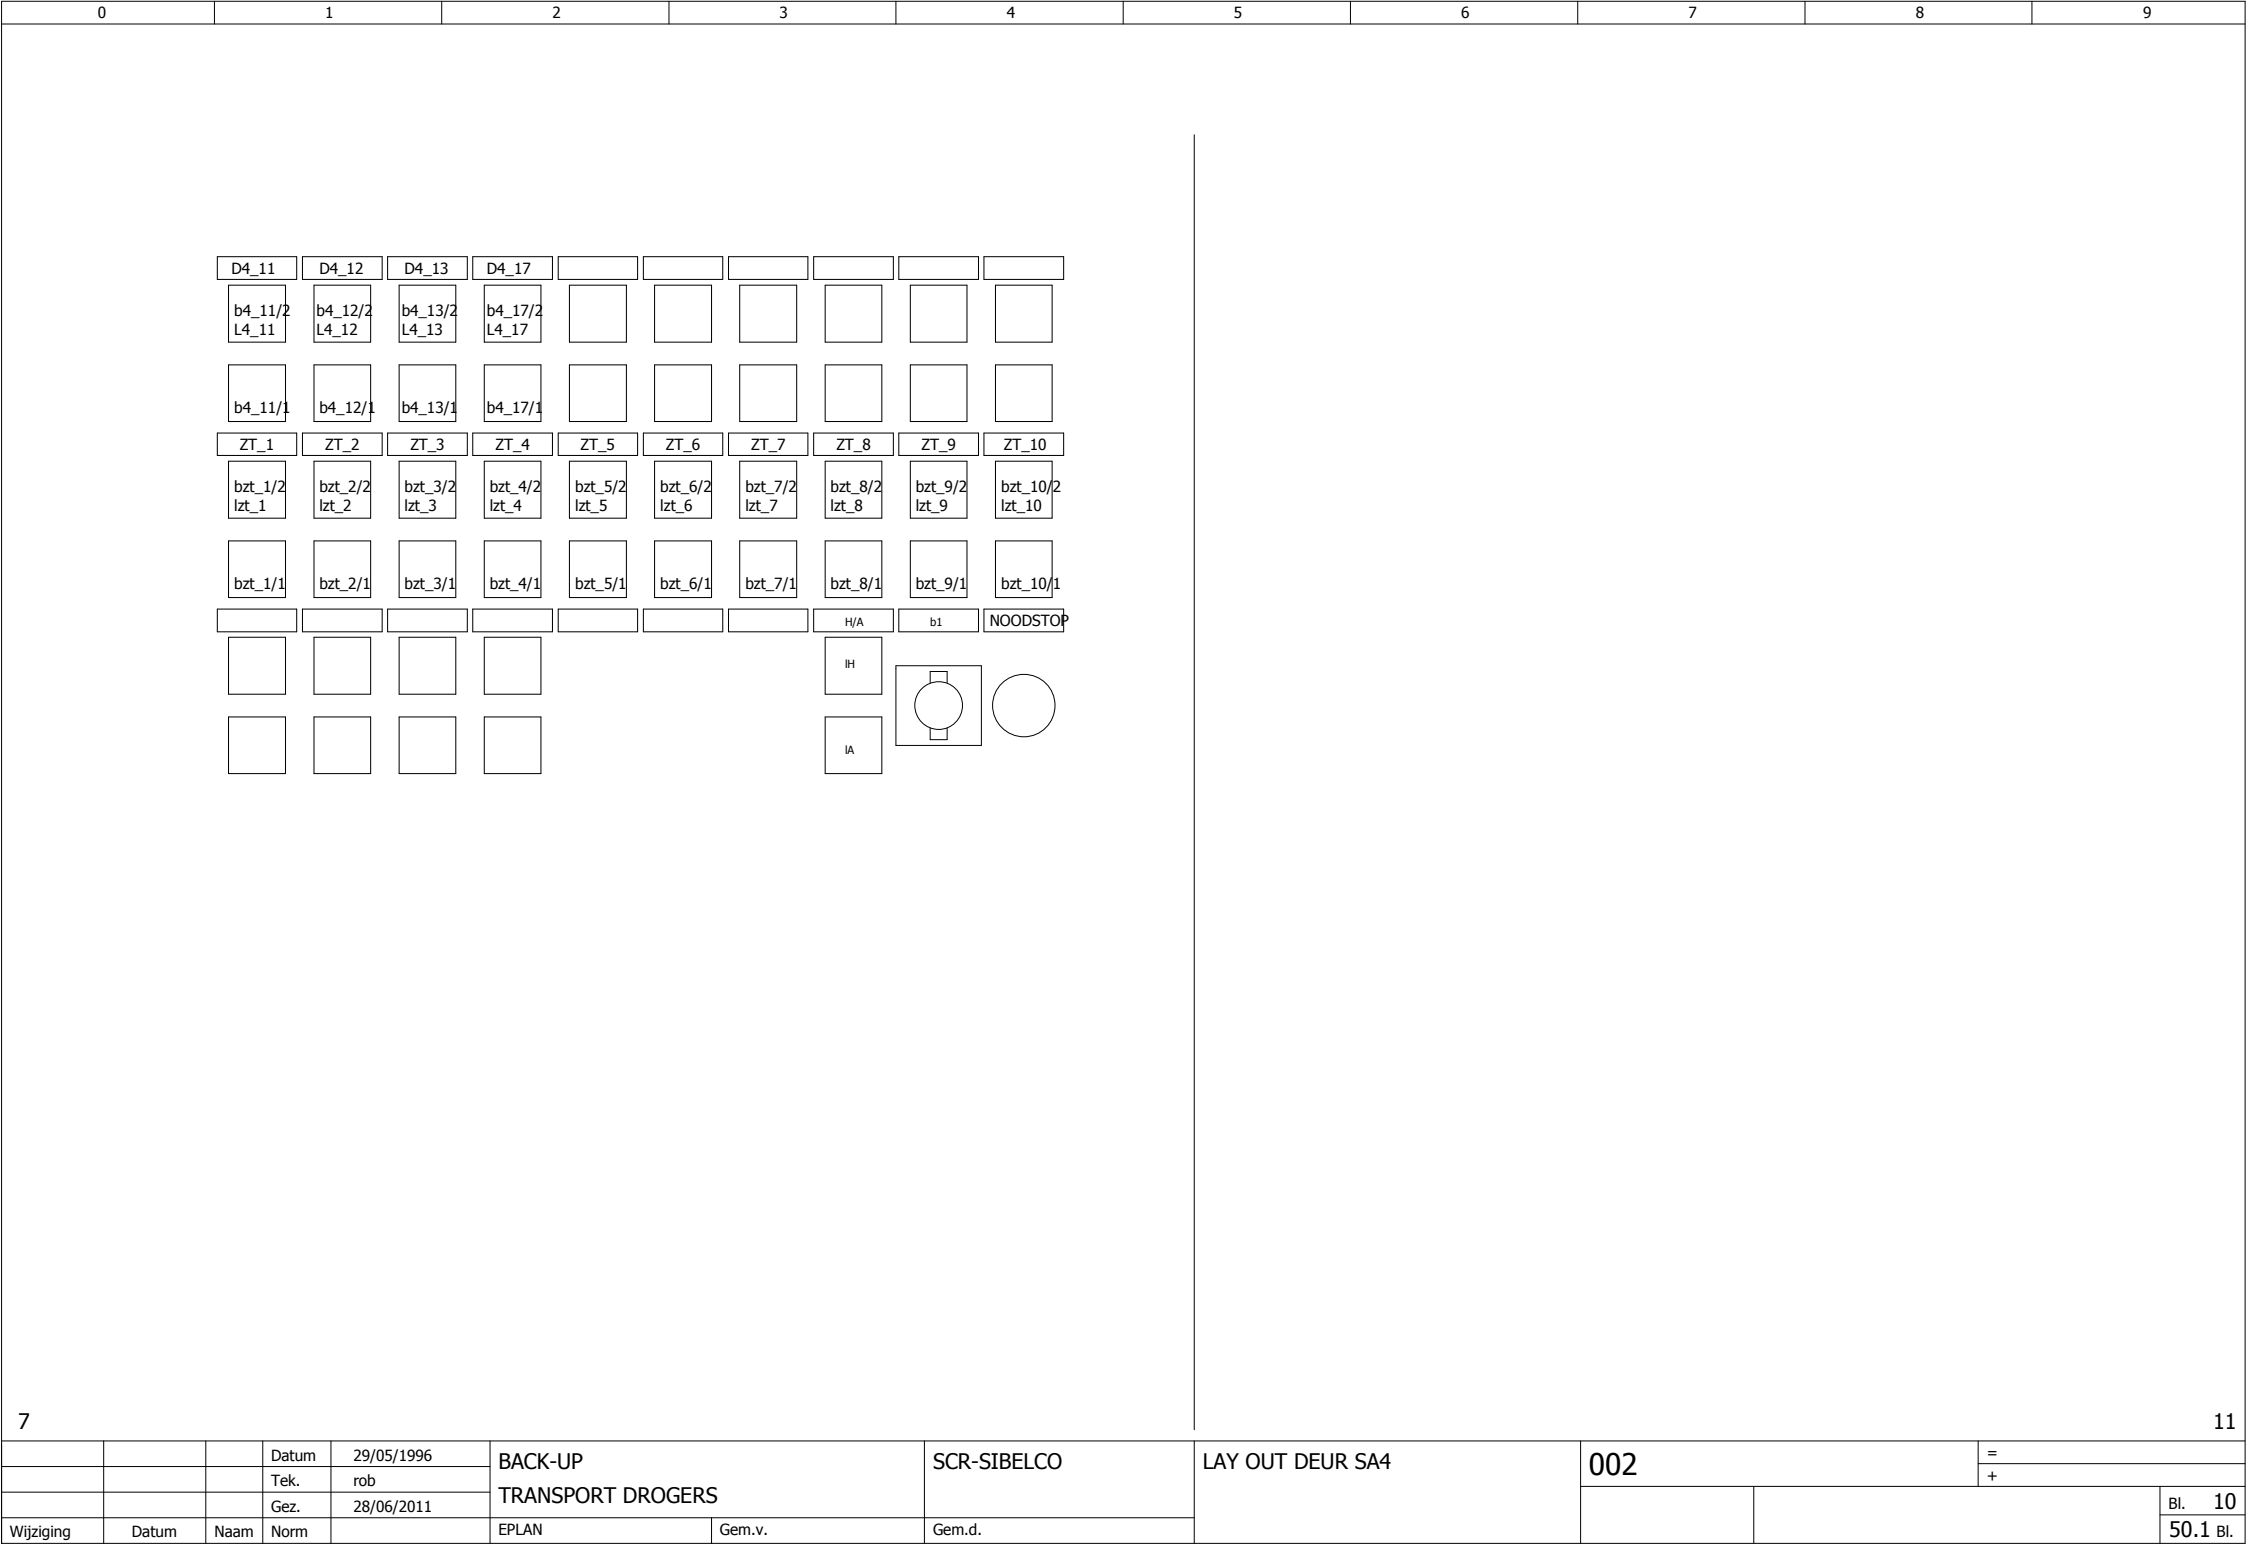 0 1 2 3 4 5 6 7 8 9
D4_11 D4_12 D4_13 D4_17
b4_11/2 b4_12/2 b4_13/2 b4_17/2
L4_11 L4_12 L4_13 L4_17
b4_11/1 b4_12/1 b4_13/1 b4_17/1
ZT_1 ZT_2 ZT_3 ZT_4 ZT_5 ZT_6 ZT_7 ZT_8 ZT_9 ZT_10
bzt_1/2 bzt_2/2 bzt_3/2 bzt_4/2 bzt_5/2 bzt_6/2 bzt_7/2 bzt_8/2 bzt_9/2 bzt_10/2
lzt_1 lzt_2 lzt_3 lzt_4 lzt_5 lzt_6 lzt_7 lzt_8 lzt_9 lzt_10
bzt_1/1 bzt_2/1 bzt_3/1 bzt_4/1 bzt_5/1 bzt_6/1 bzt_7/1 bzt_8/1 bzt_9/1 bzt_10/1
H/A b1 NOODSTOP
lH
lA
7 11
Datum 29/05/1996 BACK-UP SCR-SIBELCO LAY OUT DEUR SA4 002 =
Tek. rob +
TRANSPORT DROGERS
Gez. 28/06/2011 Bl. 10
Wijziging Datum Naam Norm EPLAN Gem.v. Gem.d. 50.1 Bl.